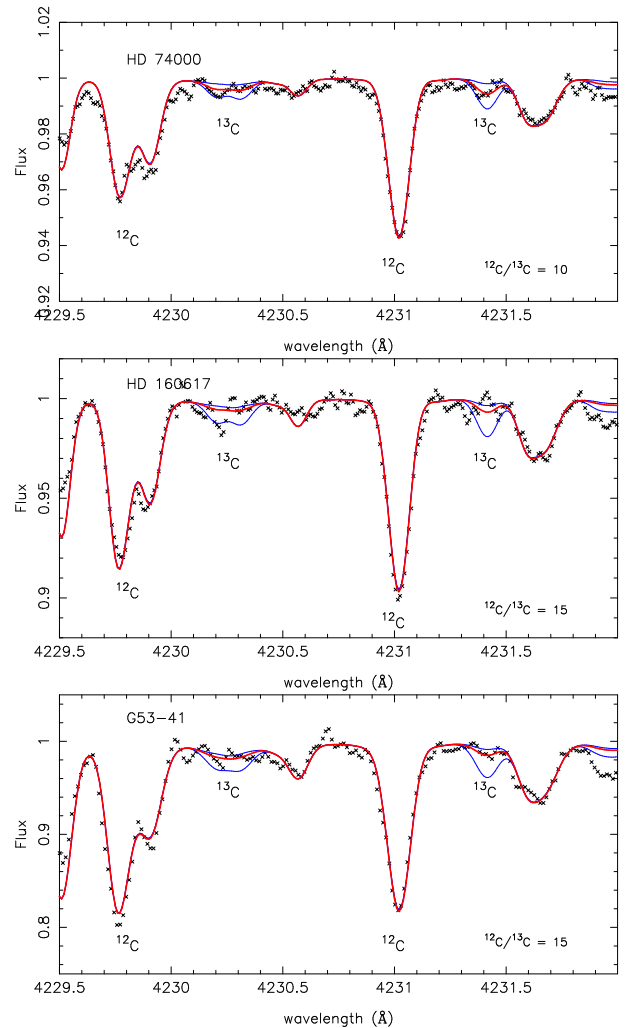 1.02
HD 74000
1
¹³C
¹³C
0.98
Flux
0.96
¹²C
0.94
¹²C
¹²C/¹³C = 10
0.92
4229.5 4230 4230.5 4231 4231.5
wavelength (Å)
HD 160617
1
¹³C
¹³C
Flux
0.95
¹²C
0.9
¹²C
¹²C/¹³C = 15
4229.5 4230 4230.5 4231 4231.5
wavelength (Å)
G53-41
1
¹³C
¹³C
Flux
0.9
0.8
¹²C
¹²C
¹²C/¹³C = 15
4229.5 4230 4230.5 4231 4231.5
wavelength (Å)